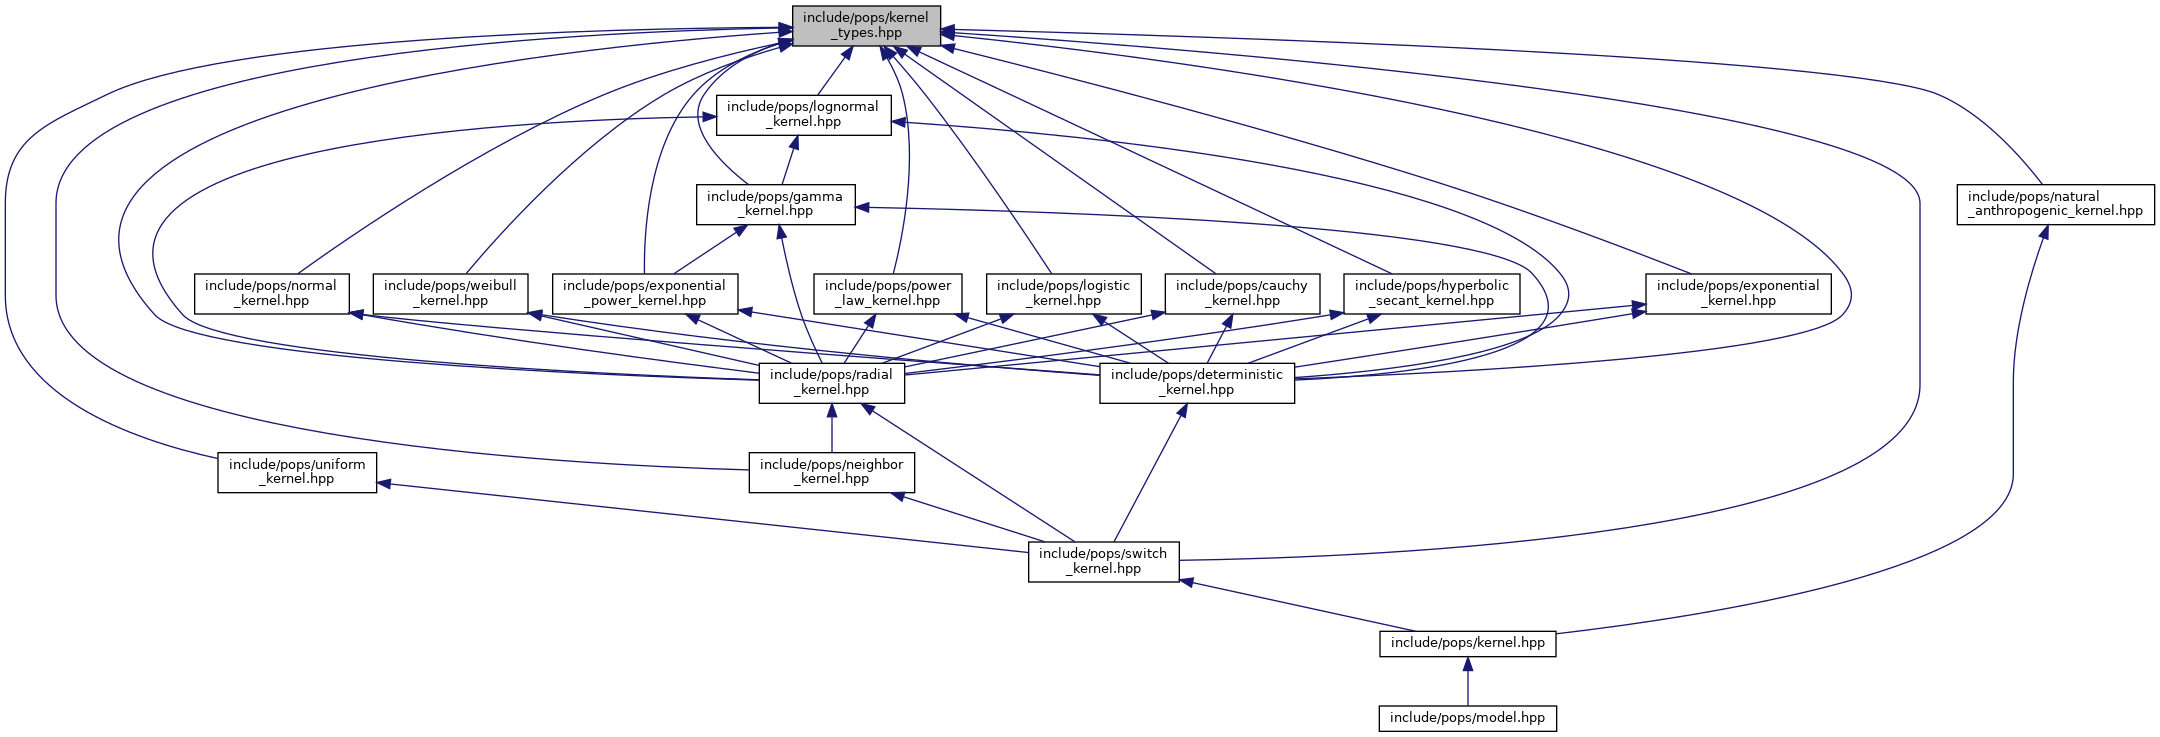 include/pops/kernel
_types.hpp
include/pops/lognormal
_kernel.hpp
include/pops/gamma
_kernel.hpp
include/pops/natural
_anthropogenic_kernel.hpp
include/pops/normal
_kernel.hpp
include/pops/weibull
_kernel.hpp
include/pops/exponential
_power_kernel.hpp
include/pops/power
_law_kernel.hpp
include/pops/logistic
_kernel.hpp
include/pops/cauchy
_kernel.hpp
include/pops/hyperbolic
_secant_kernel.hpp
include/pops/exponential
_kernel.hpp
include/pops/radial
_kernel.hpp
include/pops/deterministic
_kernel.hpp
include/pops/uniform
_kernel.hpp
include/pops/neighbor
_kernel.hpp
include/pops/switch
_kernel.hpp
include/pops/kernel.hpp
include/pops/model.hpp